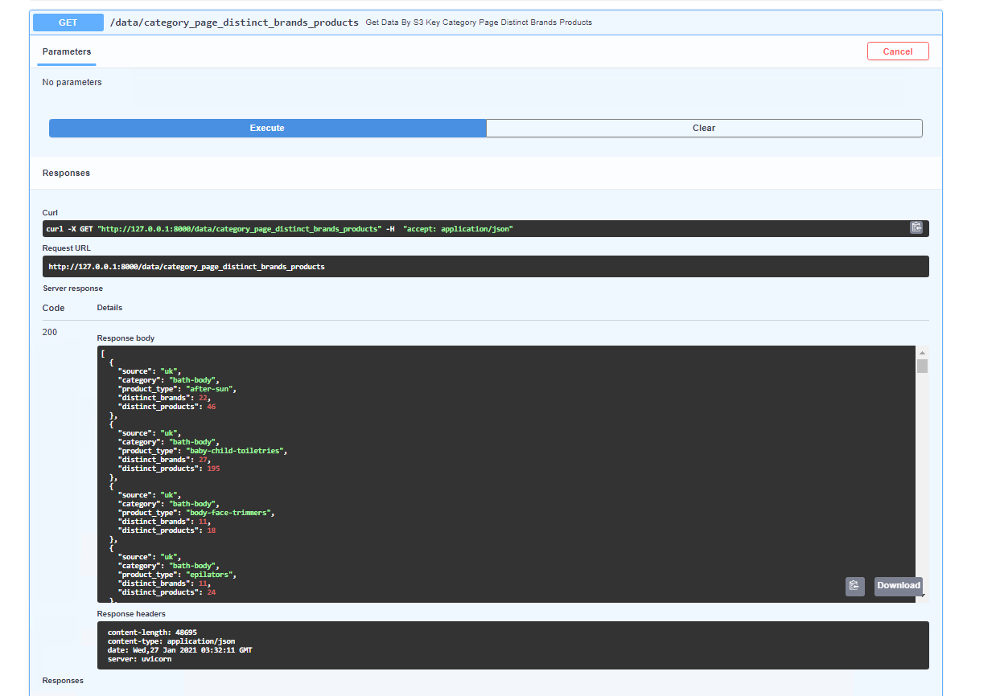 GET /data/category_page_distinct_brands_products Get Data By S3 Key Category Page Distinct Brands Products
Parameters Cancel
No parameters
Execute Clear
Responses
Curl
curl -X GET "http://127.0.0.1:8000/data/category_page_distinct_brands_products" -H  "accept: application/json"
Request URL
http://127.0.0.1:8000/data/category_page_distinct_brands_products
Server response
Code Details
200
Response body
[
  {
    "source": "uk",
    "category": "bath-body",
    "product_type": "after-sun",
    "distinct_brands": 22,
    "distinct_products": 46
  },
  {
    "source": "uk",
    "category": "bath-body",
    "product_type": "baby-child-toiletries",
    "distinct_brands": 27,
    "distinct_products": 195
  },
  {
    "source": "uk",
    "category": "bath-body",
    "product_type": "body-face-trimmers",
    "distinct_brands": 11,
    "distinct_products": 18
  },
  {
    "source": "uk",
    "category": "bath-body",
    "product_type": "epilators",
    "distinct_brands": 11,
    "distinct_products": 24
  },
Download
Response headers
content-length: 48695
content-type: application/json
date: Wed,27 Jan 2021 03:32:11 GMT
server: uvicorn
Responses